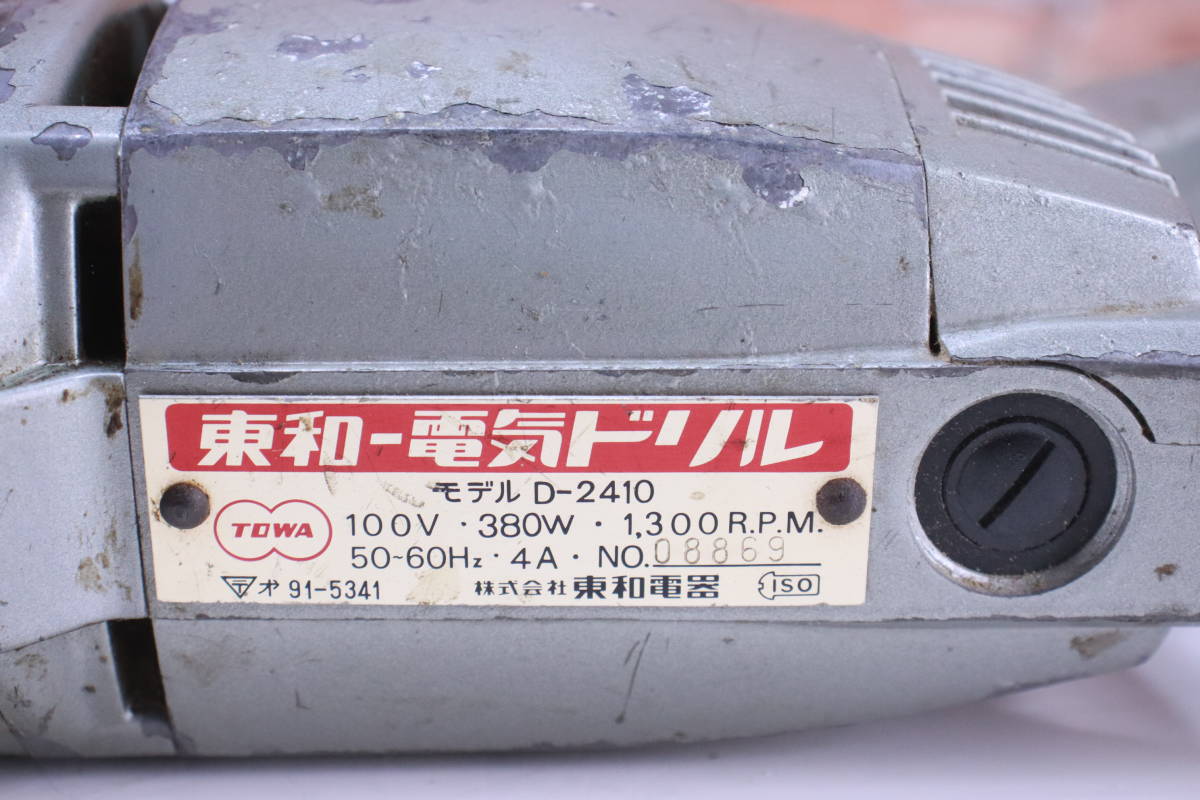 東和-電気ドリル
モデル D-2410
TOWA
100V・380W・1,300 R.P.M.
50~60Hz・4A・NO. 08869
〒オ 91-5341 株式会社 東和電器 ISO